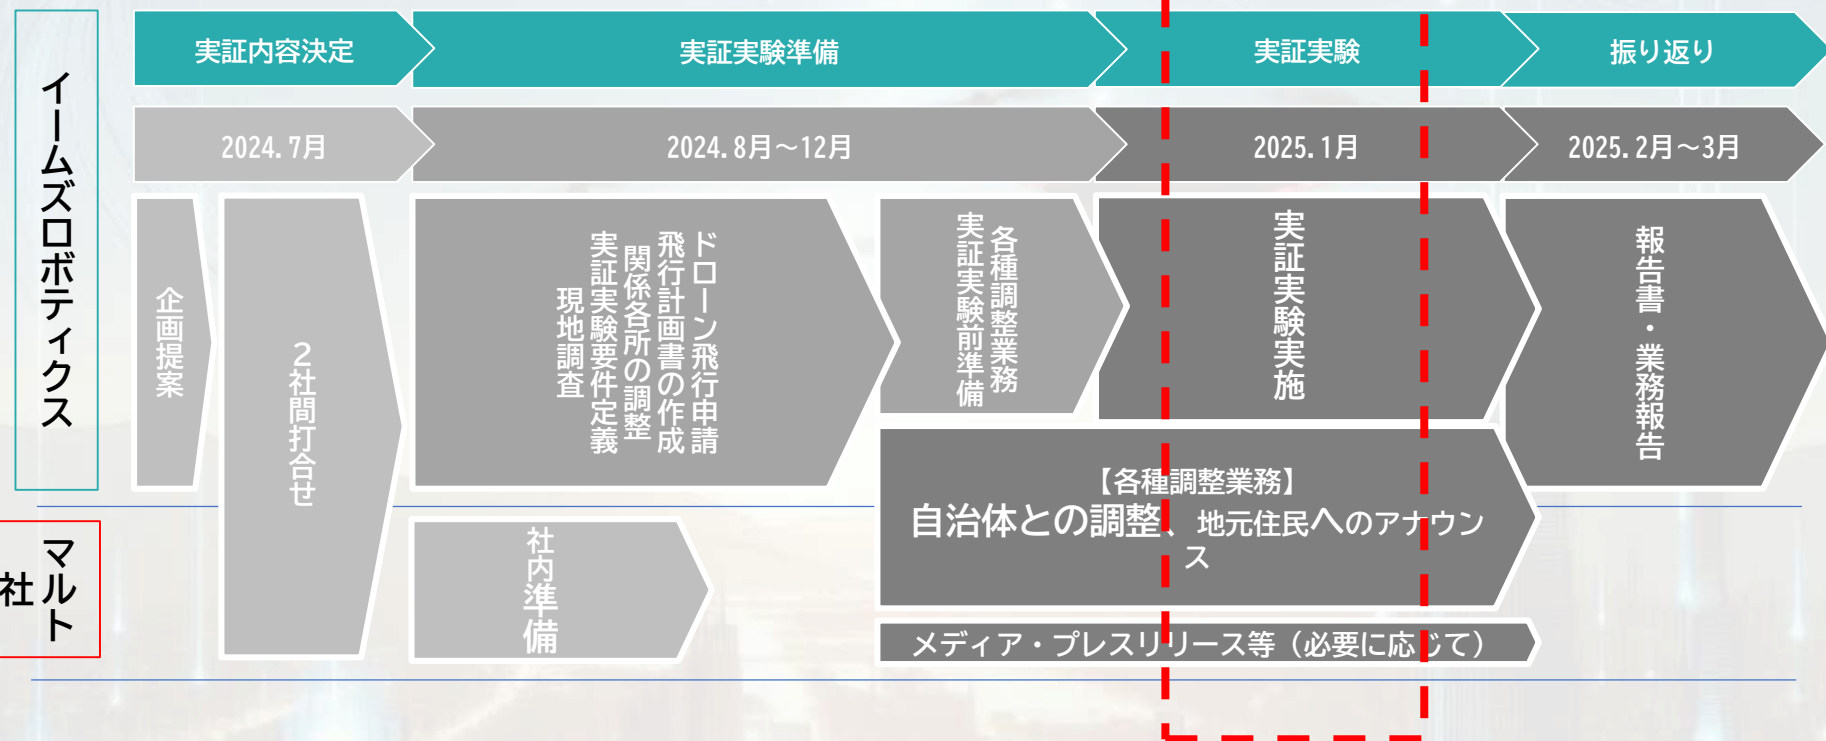 実証内容決定
実証実験準備
実証実験
振り返り
2024.7月
2024.8月～12月
2025.1月
2025.2月～3月
イームズロボティクス
企画提案
2社間打合せ
ドローン飛行申請
飛行計画書の作成
関係各所の調整
実証実験要件定義
現地調査
各種調整業務
実証実験前準備
実証実験実施
報告書・業務報告
【各種調整業務】
自治体との調整、地元住民へのアナウン
ス
マルト
社
社内準備
メディア・プレスリリース等（必要に応じて）